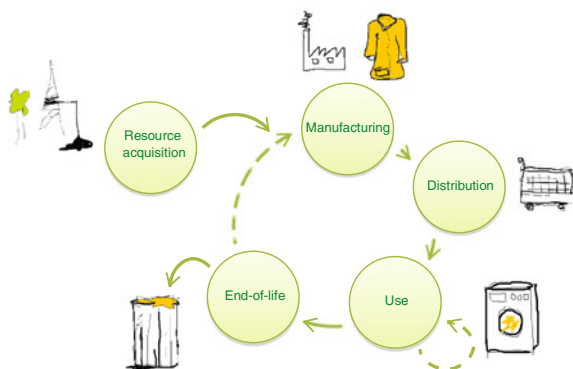 Resource
acquisition
Manufacturing
Distribution
Use
End-of-life